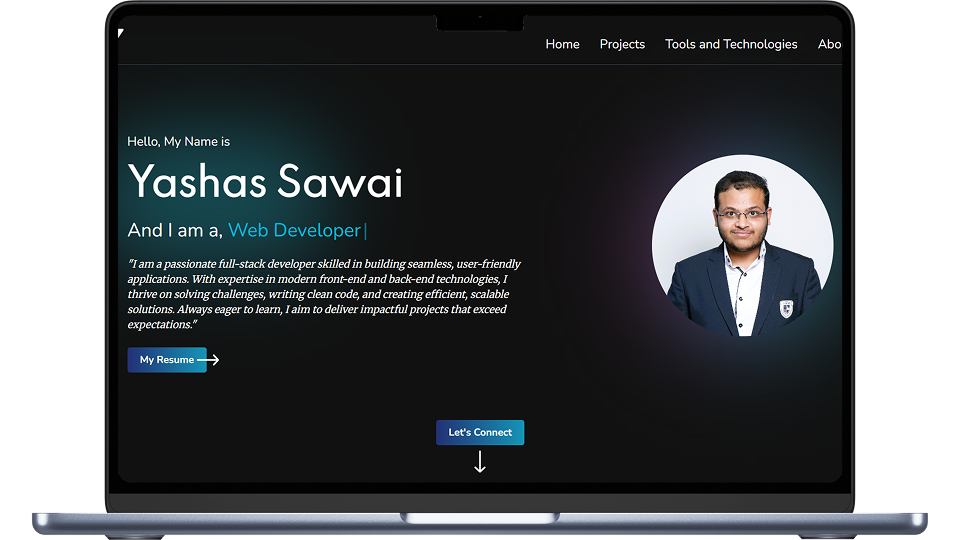 Home Projects Tools and Technologies Abo
Hello, My Name is
Yashas Sawai
And I am a, Web Developer|
"I am a passionate full-stack developer skilled in building seamless, user-friendly
applications. With expertise in modern front-end and back-end technologies, I
thrive on solving challenges, writing clean code, and creating efficient, scalable
solutions. Always eager to learn, I aim to deliver impactful projects that exceed
expectations."
My Resume
Let's Connect